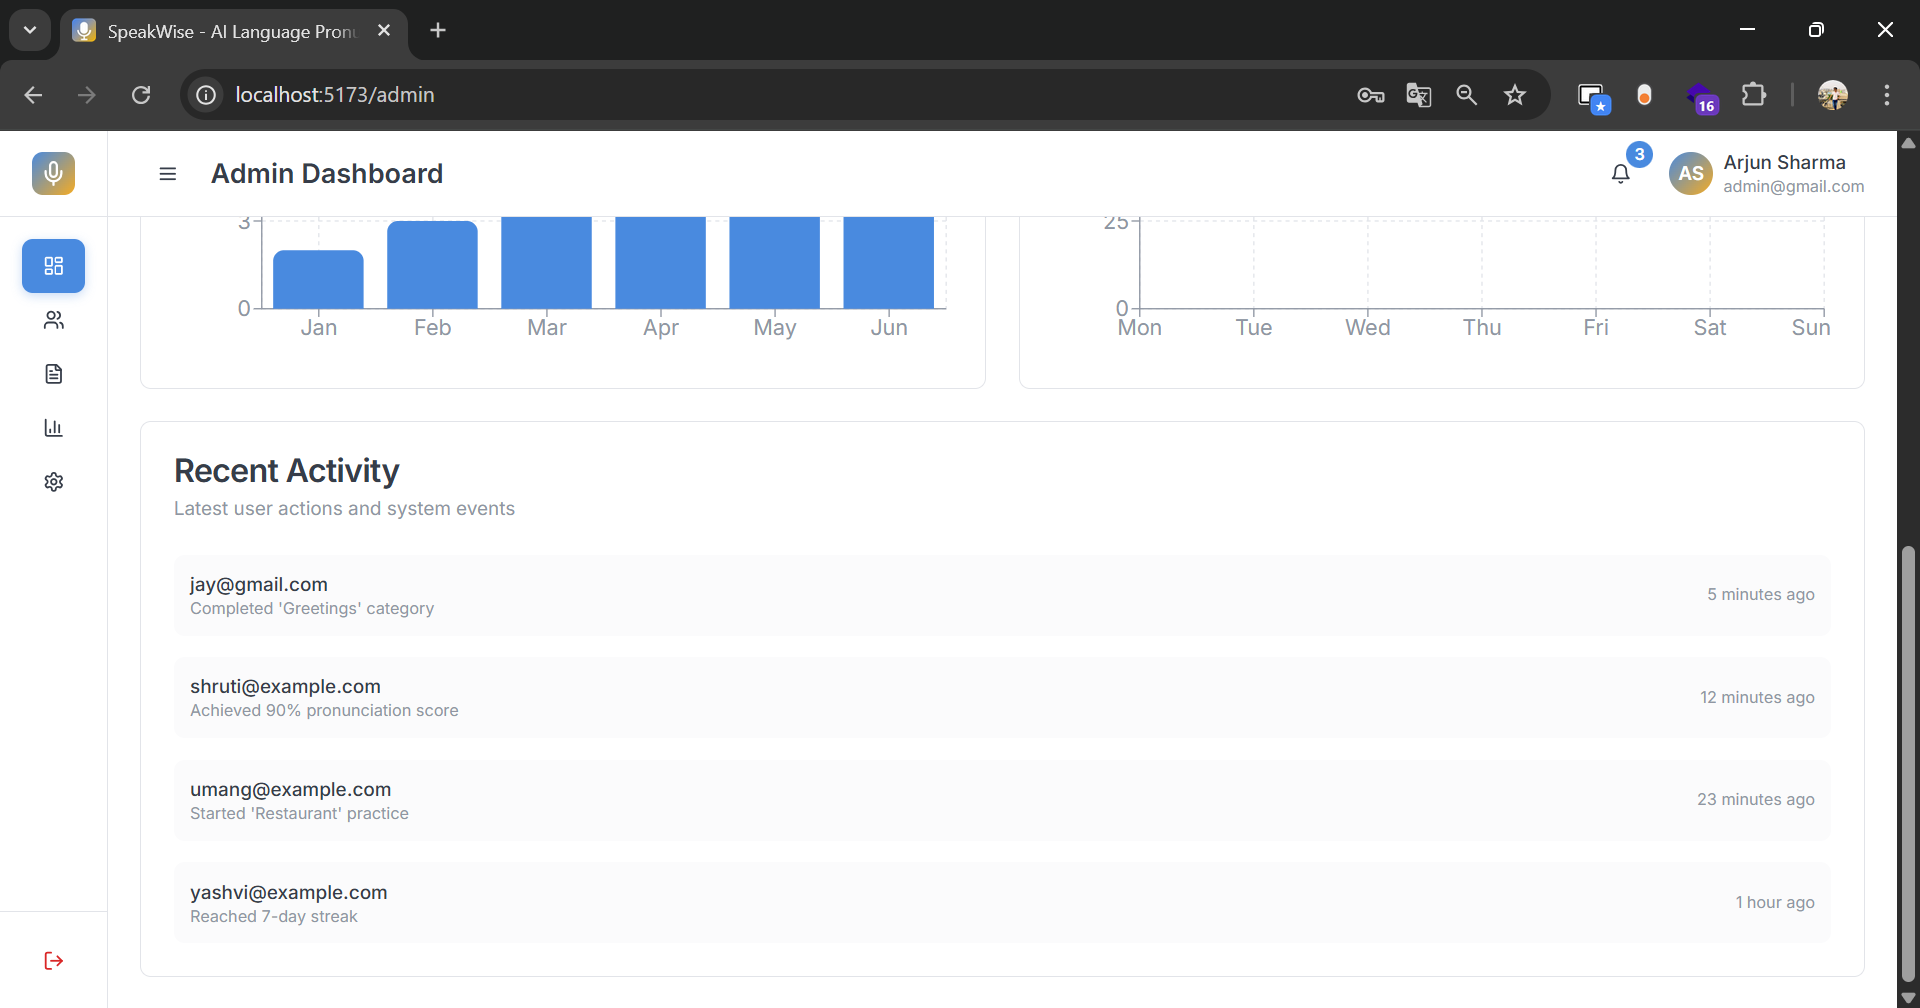 SpeakWise - AI Language Pron
localhost:5173/admin
16
Admin Dashboard
3
AS
Arjun Sharma
admin@gmail.com
3
0
Jan Feb Mar Apr May Jun
25
0
Mon Tue Wed Thu Fri Sat Sun
Recent Activity
Latest user actions and system events
jay@gmail.com
Completed 'Greetings' category
5 minutes ago
shruti@example.com
Achieved 90% pronunciation score
12 minutes ago
umang@example.com
Started 'Restaurant' practice
23 minutes ago
yashvi@example.com
Reached 7-day streak
1 hour ago